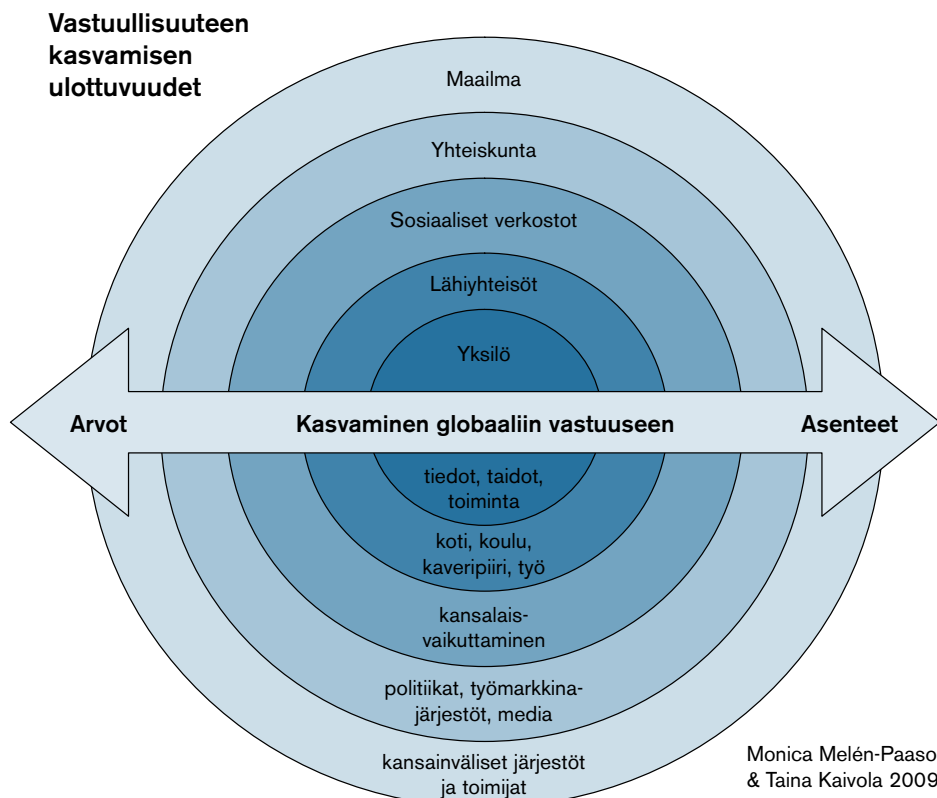 Vastuullisuuteen
kasvamisen
ulottuvuudet
Maailma
Yhteiskunta
Sosiaaliset verkostot
Lähiyhteisöt
Yksilö
Arvot
Kasvaminen globaaliin vastuuseen
Asenteet
tiedot, taidot,
toiminta
koti, koulu,
kaveripiiri, työ
kansalais-
vaikuttaminen
politiikat, työmarkkina-
järjestöt, media
kansainväliset järjestöt
ja toimijat
Monica Melén-Paaso
& Taina Kaivola 2009